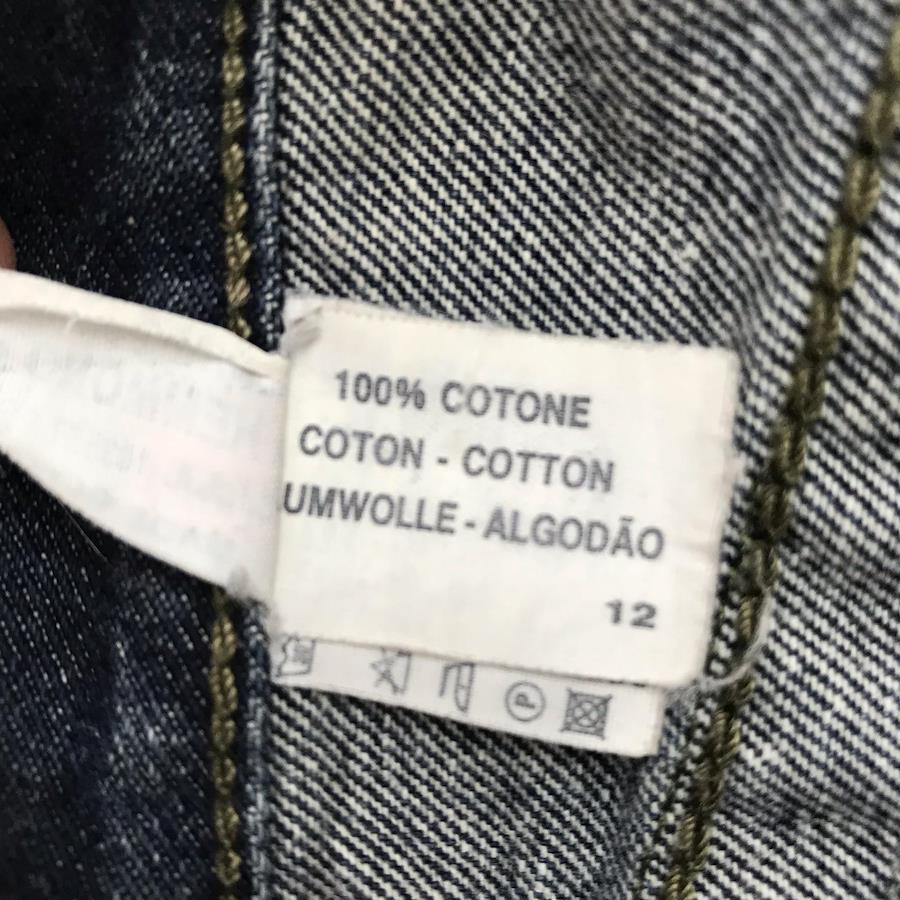 100% COTONE
COTON - COTTON
UMWOLLE - ALGODÃO
12
P